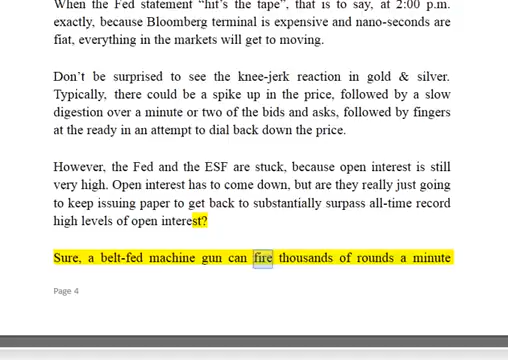 When the Fed statement “hit’s the tape”, that is to say, at 2:00 p.m.
exactly, because Bloomberg terminal is expensive and nano-seconds are
fiat, everything in the markets will get to moving.
Don’t be surprised to see the knee-jerk reaction in gold & silver.
Typically, there could be a spike up in the price, followed by a slow
digestion over a minute or two of the bids and asks, followed by fingers
at the ready in an attempt to dial back down the price.
However, the Fed and the ESF are stuck, because open interest is still
very high. Open interest has to come down, but are they really just going
to keep issuing paper to get back to substantially surpass all-time record
high levels of open interest?
Sure, a belt-fed machine gun can fire thousands of rounds a minute
Page 4